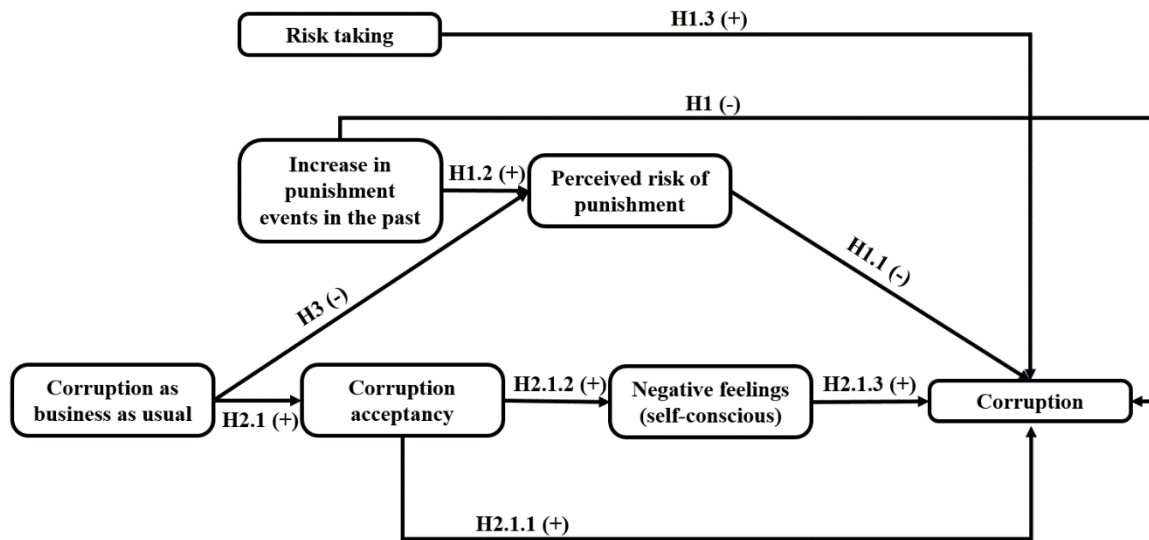 H1.3 (+)
Risk taking
H1 (-)
Increase in
punishment
events in the past
H1.2 (+)
Perceived risk of
punishment
H1.1 (-)
H3 (-)
Corruption as
business as usual
H2.1 (+)
Corruption
acceptancy
H2.1.2 (+)
Negative feelings
(self-conscious)
H2.1.3 (+)
Corruption
H2.1.1 (+)